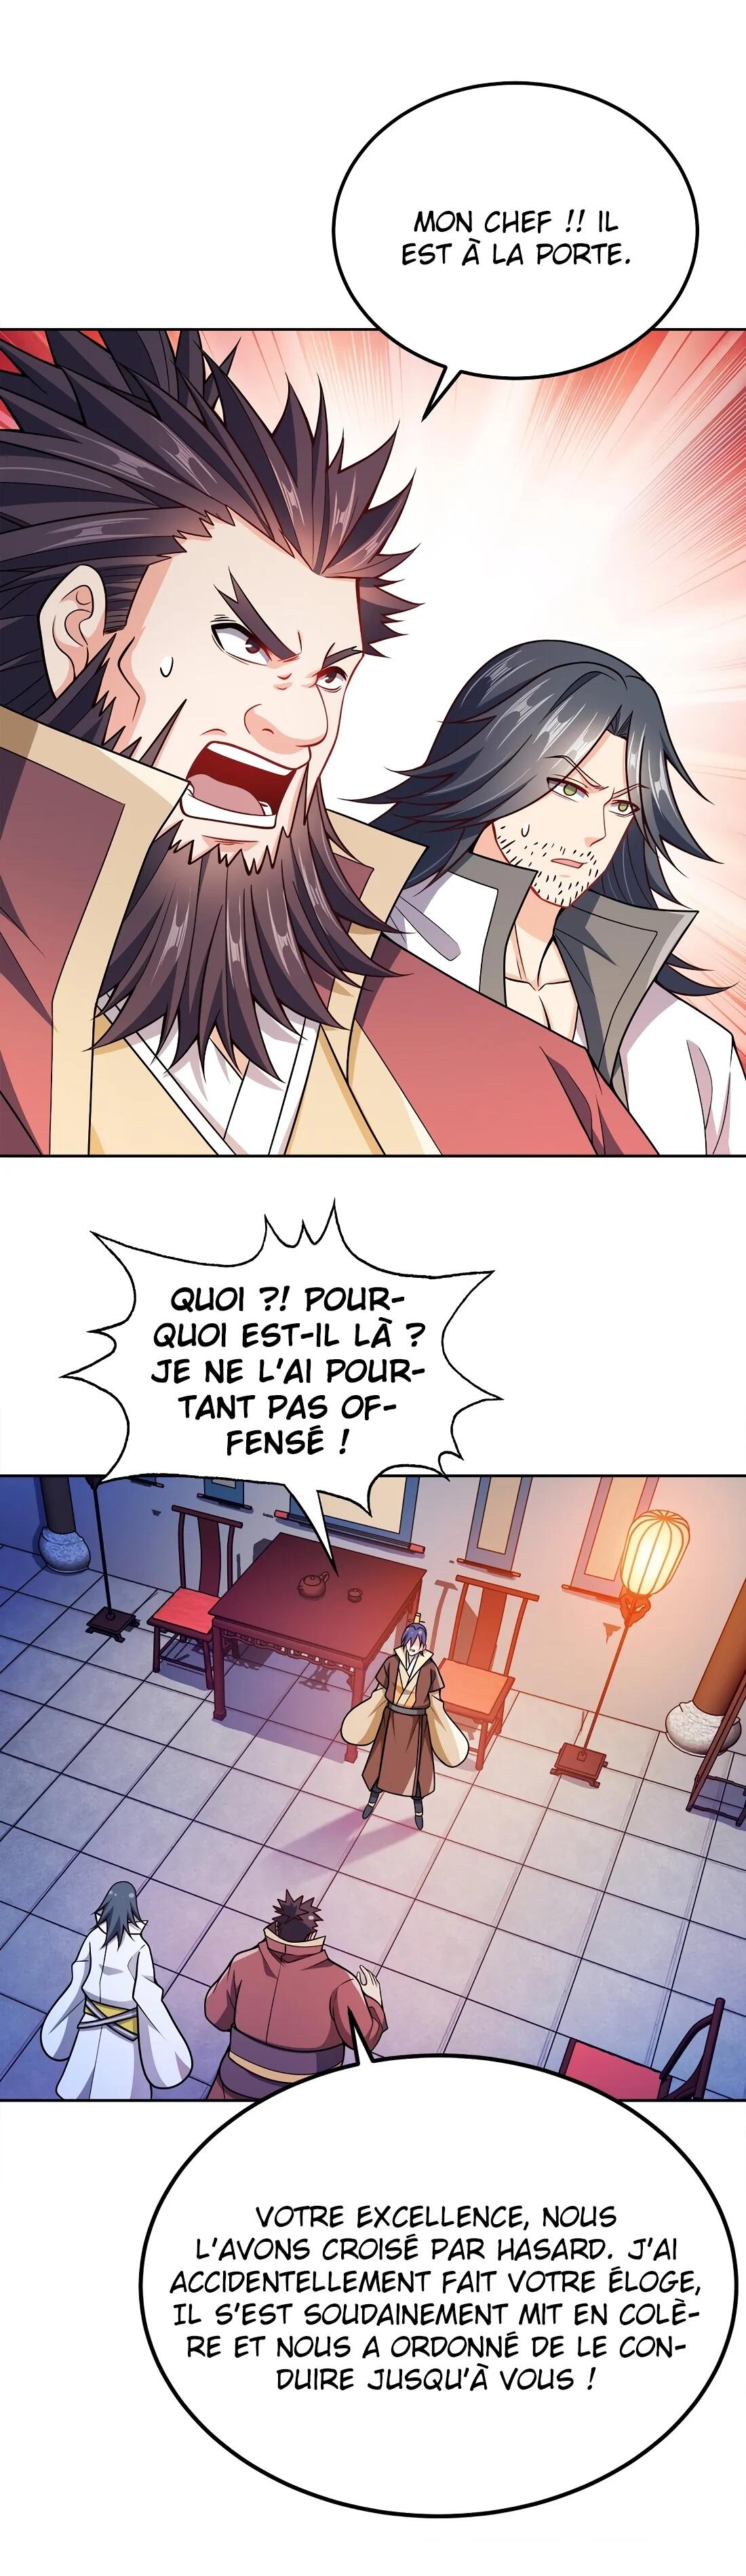 MON CHEF !! IL
EST À LA PORTE.
QUOI ?! POUR-
QUOI EST-IL LÀ ?
JE NE L'AI POUR-
TANT PAS OF-
FENSÉ !
VOTRE EXCELLENCE, NOUS
L'AVONS CROISÉ PAR HASARD. J'AI
ACCIDENTELLEMENT FAIT VOTRE ÉLOGE,
IL S'EST SOUDAINEMENT MIT EN COLÈ-
RE ET NOUS A ORDONNÉ DE LE CON-
DUIRE JUSQU'À VOUS !